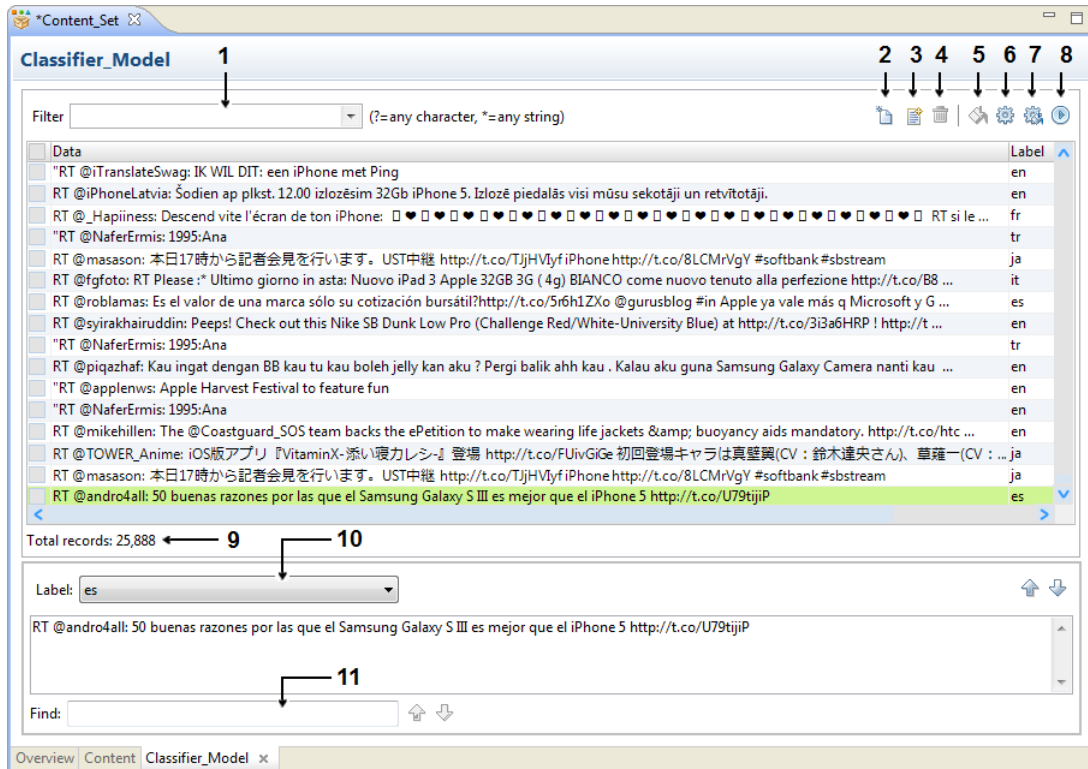 *Content_Set
Classifier_Model
1
2 3 4 5 6 7 8
Filter (?=any character, *=any string)
Data Label
"RT @iTranslateSwag: IK WIL DIT: een iPhone met Ping en
RT @iPhoneLatvia: Šodien ap plkst. 12.00 izlozēsim 32Gb iPhone 5. Izlozē piedalās visi mūsu sekotāji un retvītotāji. en
RT @_Hapiiness: Descend vite l'écran de ton iPhone: ▯♥▯♥▯♥▯♥▯♥▯♥▯♥▯♥▯♥▯♥▯♥▯♥▯♥▯♥▯♥▯♥▯♥▯ RT si le ... fr
"RT @NaferErmis: 1995:Ana tr
RT @masason: 本日17時から記者会見を行います。UST中継 http://t.co/TJjHVIyf iPhone http://t.co/8LCMrVgY #softbank #sbstream ja
RT @fgfoto: RT Please :* Ultimo giorno in asta: Nuovo iPad 3 Apple 32GB 3G ( 4g) BIANCO come nuovo tenuto alla perfezione http://t.co/B8 ... it
RT @roblamas: Es el valor de una marca sólo su cotización bursátil?http://t.co/5r6h1ZXo @gurusblog #in Apple ya vale más q Microsoft y G ... es
RT @syirakhairuddin: Peeps! Check out this Nike SB Dunk Low Pro (Challenge Red/White-University Blue) at http://t.co/3i3a6HRP ! http://t ... en
"RT @NaferErmis: 1995:Ana tr
RT @piqazhaf: Kau ingat dengan BB kau tu kau boleh jelly kan aku ? Pergi balik ahh kau . Kalau aku guna Samsung Galaxy Camera nanti kau ... en
"RT @applenws: Apple Harvest Festival to feature fun en
"RT @NaferErmis: 1995:Ana en
RT @mikehillen: The @Coastguard_SOS team backs the ePetition to make wearing life jackets &amp; buoyancy aids mandatory. http://t.co/htc ... en
RT @TOWER_Anime: iOS版アプリ『VitaminX-添い寝カレシ-』登場 http://t.co/FUivGiGe 初回登場キャラは真壁翼(CV：鈴木達央さん)、草薙一(CV：... ja
RT @masason: 本日17時から記者会見を行います。UST中継 http://t.co/TJjHVIyf iPhone http://t.co/8LCMrVgY #softbank #sbstream ja
RT @andro4all: 50 buenas razones por las que el Samsung Galaxy S III es mejor que el iPhone 5 http://t.co/U79tijiP es
Total records: 25,888 9
10
Label: es
RT @andro4all: 50 buenas razones por las que el Samsung Galaxy S III es mejor que el iPhone 5 http://t.co/U79tijiP
11
Find:
Overview Content Classifier_Model